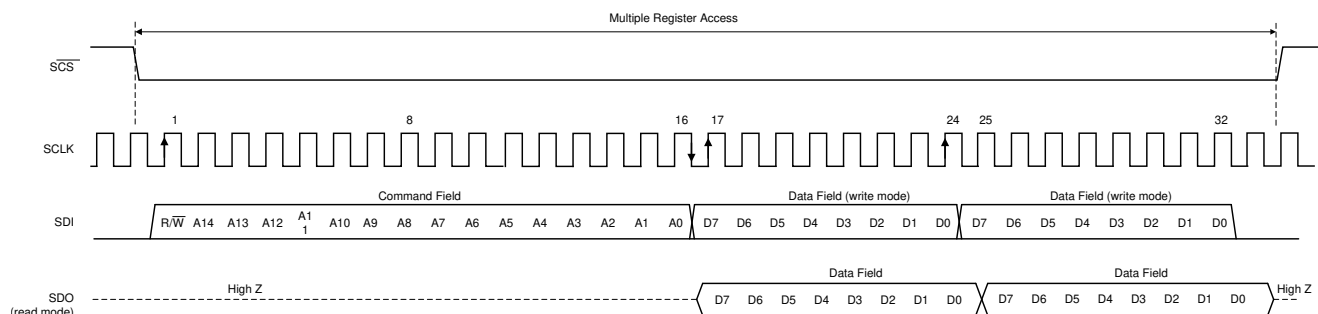 Multiple Register Access
SCS
1 8 16 17 24 25 32
SCLK
Command Field Data Field (write mode) Data Field (write mode)
SDI R/W A14 A13 A12 A1 A10 A9 A8 A7 A6 A5 A4 A3 A2 A1 A0 D7 D6 D5 D4 D3 D2 D1 D0 D7 D6 D5 D4 D3 D2 D1 D0
1
Data Field Data Field
High Z High Z
SDO D7 D6 D5 D4 D3 D2 D1 D0 D7 D6 D5 D4 D3 D2 D1 D0
(read mode)